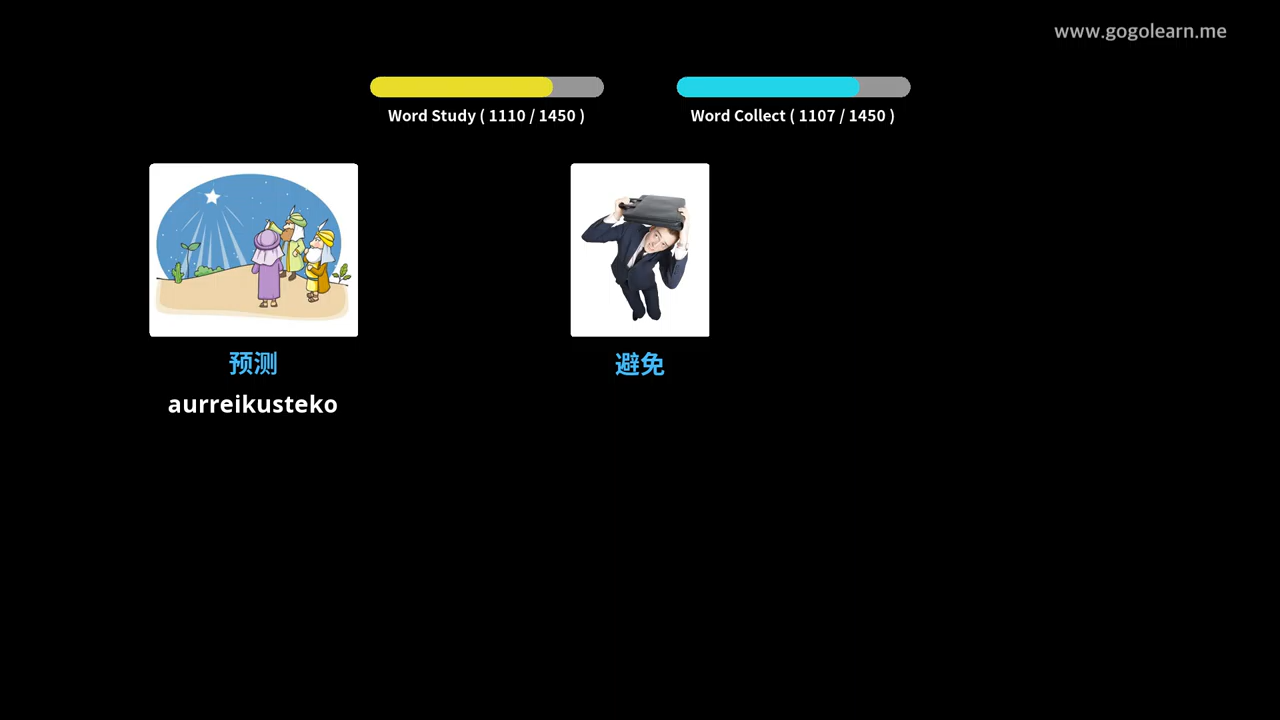 www.gogolearn.me
Word Study ( 1110 / 1450 )
Word Collect ( 1107 / 1450 )
预测
避免
aurreikusteko